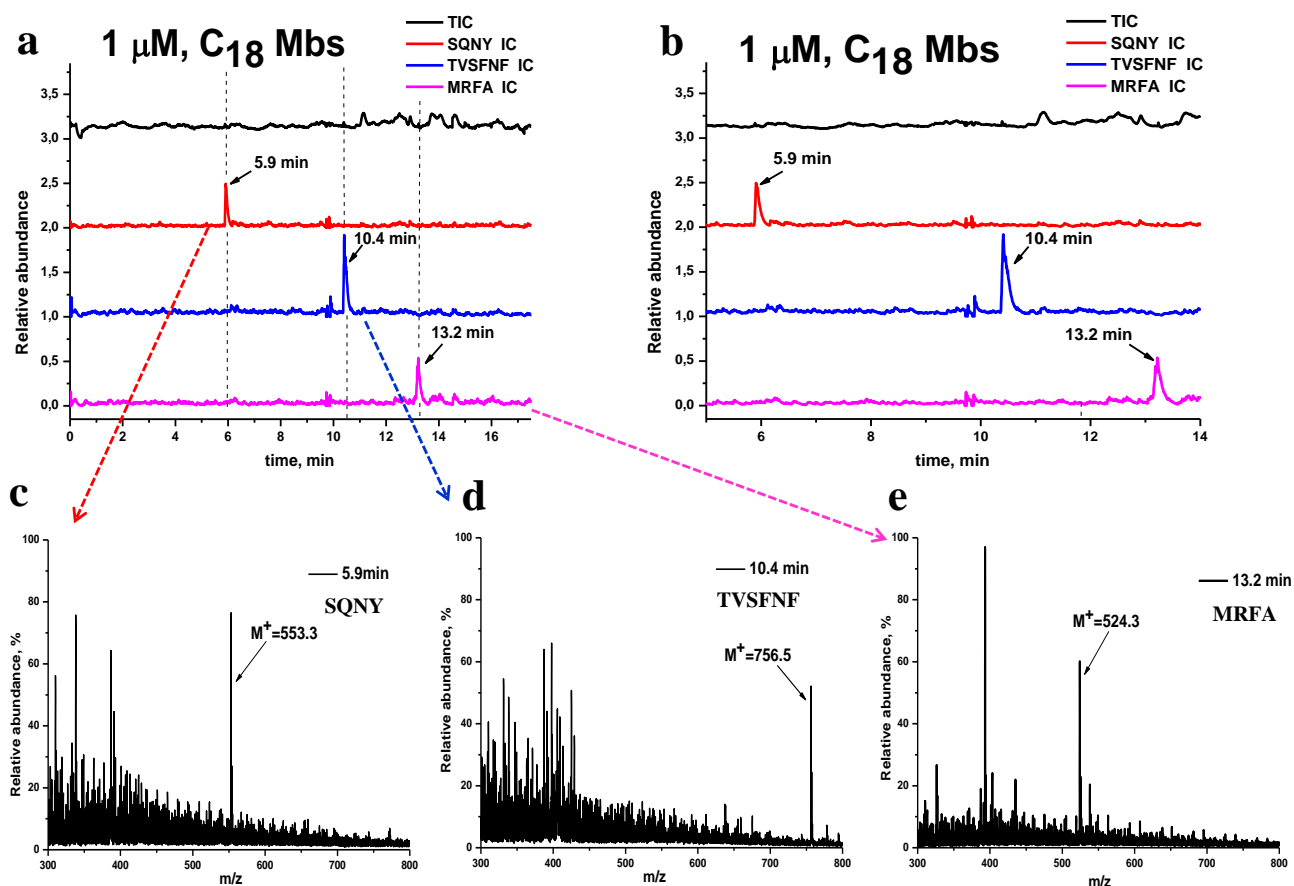 a
1 μM, C18 Mbs
TIC
SQNY IC
TVSFNF IC
MRFA IC
3,5
3,0
2,5
2,0
1,5
1,0
0,5
0,0
Relative abundance
5.9 min
10.4 min
13.2 min
0 2 4 6 8 10 12 14 16
time, min
b
1 μM, C18 Mbs
TIC
SQNY IC
TVSFNF IC
MRFA IC
3,5
3,0
2,5
2,0
1,5
1,0
0,5
0,0
Relative abundance
5.9 min
10.4 min
13.2 min
6 8 10 12 14
time, min
c
100
80
60
40
20
0
Relative abundance, %
5.9min
SQNY
M+=553.3
300 400 500 600 700 800
m/z
d
100
80
60
40
20
0
Relative abundance, %
10.4 min
TVSFNF
M+=756.5
300 400 500 600 700 800
m/z
e
100
80
60
40
20
0
Relative abundance, %
13.2 min
MRFA
M+=524.3
300 400 500 600 700 800
m/z